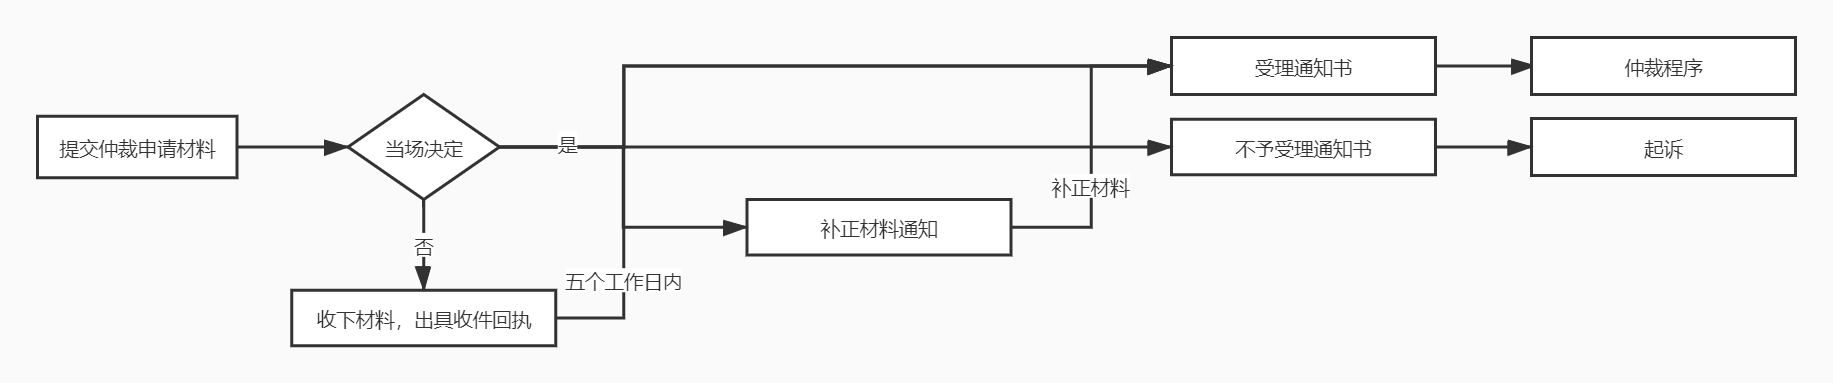 提交仲裁申请材料
当场决定
是
否
收下材料，出具收件回执
五个工作日内
补正材料通知
补正材料
受理通知书
仲裁程序
不予受理通知书
起诉